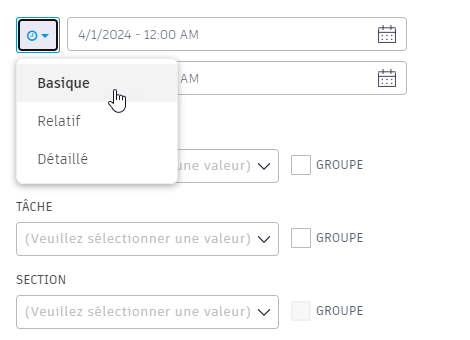 4/1/2024 - 12:00 AM
Basique
AM
Relatif
Détaillé
une valeur)
GROUPE
TÂCHE
(Veuillez sélectionner une valeur)
GROUPE
SECTION
(Veuillez sélectionner une valeur)
GROUPE